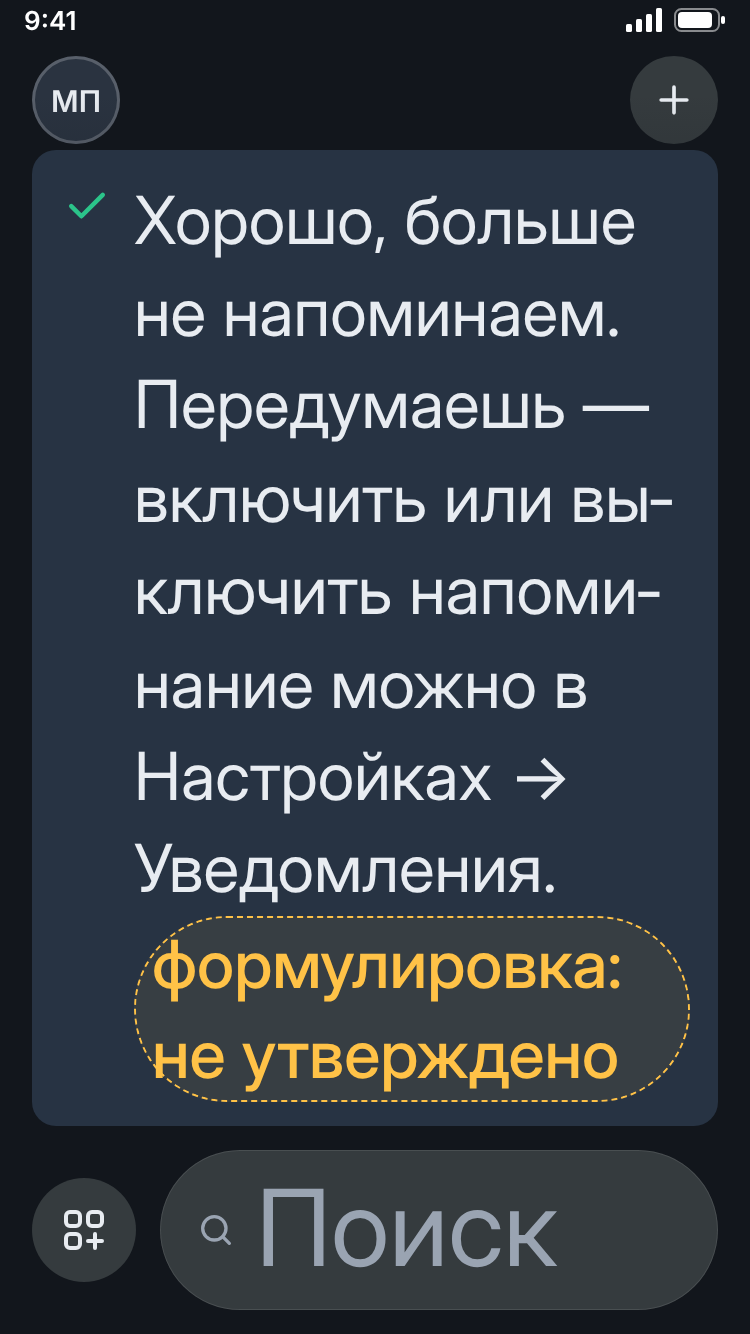 9:41
МП
Хорошо, больше
не напоминаем.
Передумаешь —
включить или вы-
ключить напоми-
нание можно в
Настройках →
Уведомления.
формулировка:
не утверждено
Поиск